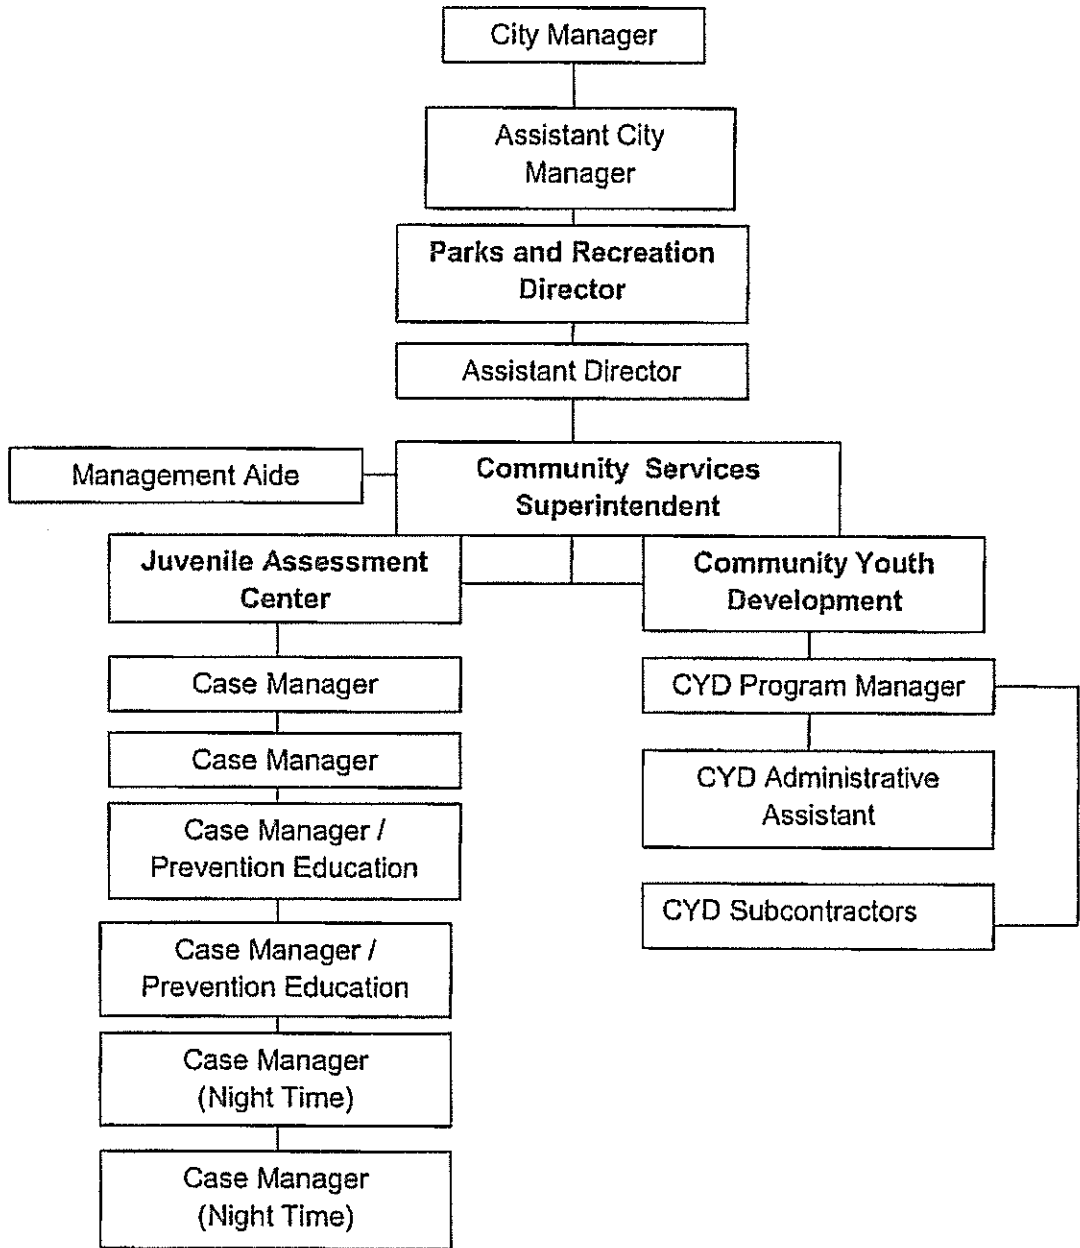 City Manager
Assistant City
Manager
Parks and Recreation
Director
Assistant Director
Management Aide
Community Services
Superintendent
Juvenile Assessment
Center
Case Manager
Case Manager
Case Manager /
Prevention Education
Case Manager /
Prevention Education
Case Manager
(Night Time)
Case Manager
(Night Time)
Community Youth
Development
CYD Program Manager
CYD Administrative
Assistant
CYD Subcontractors